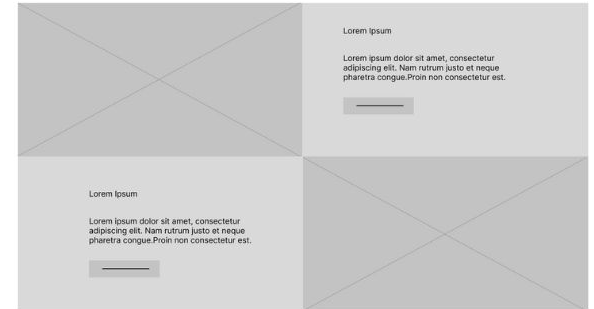 Lorem Ipsum
Lorem ipsum dolor sit amet, consectetur
adipiscing elit. Nam rutrum justo et neque
pharetra congue.Proin non consectetur est.
Lorem Ipsum
Lorem ipsum dolor sit amet, consectetur
adipiscing elit. Nam rutrum justo et neque
pharetra congue.Proin non consectetur est.